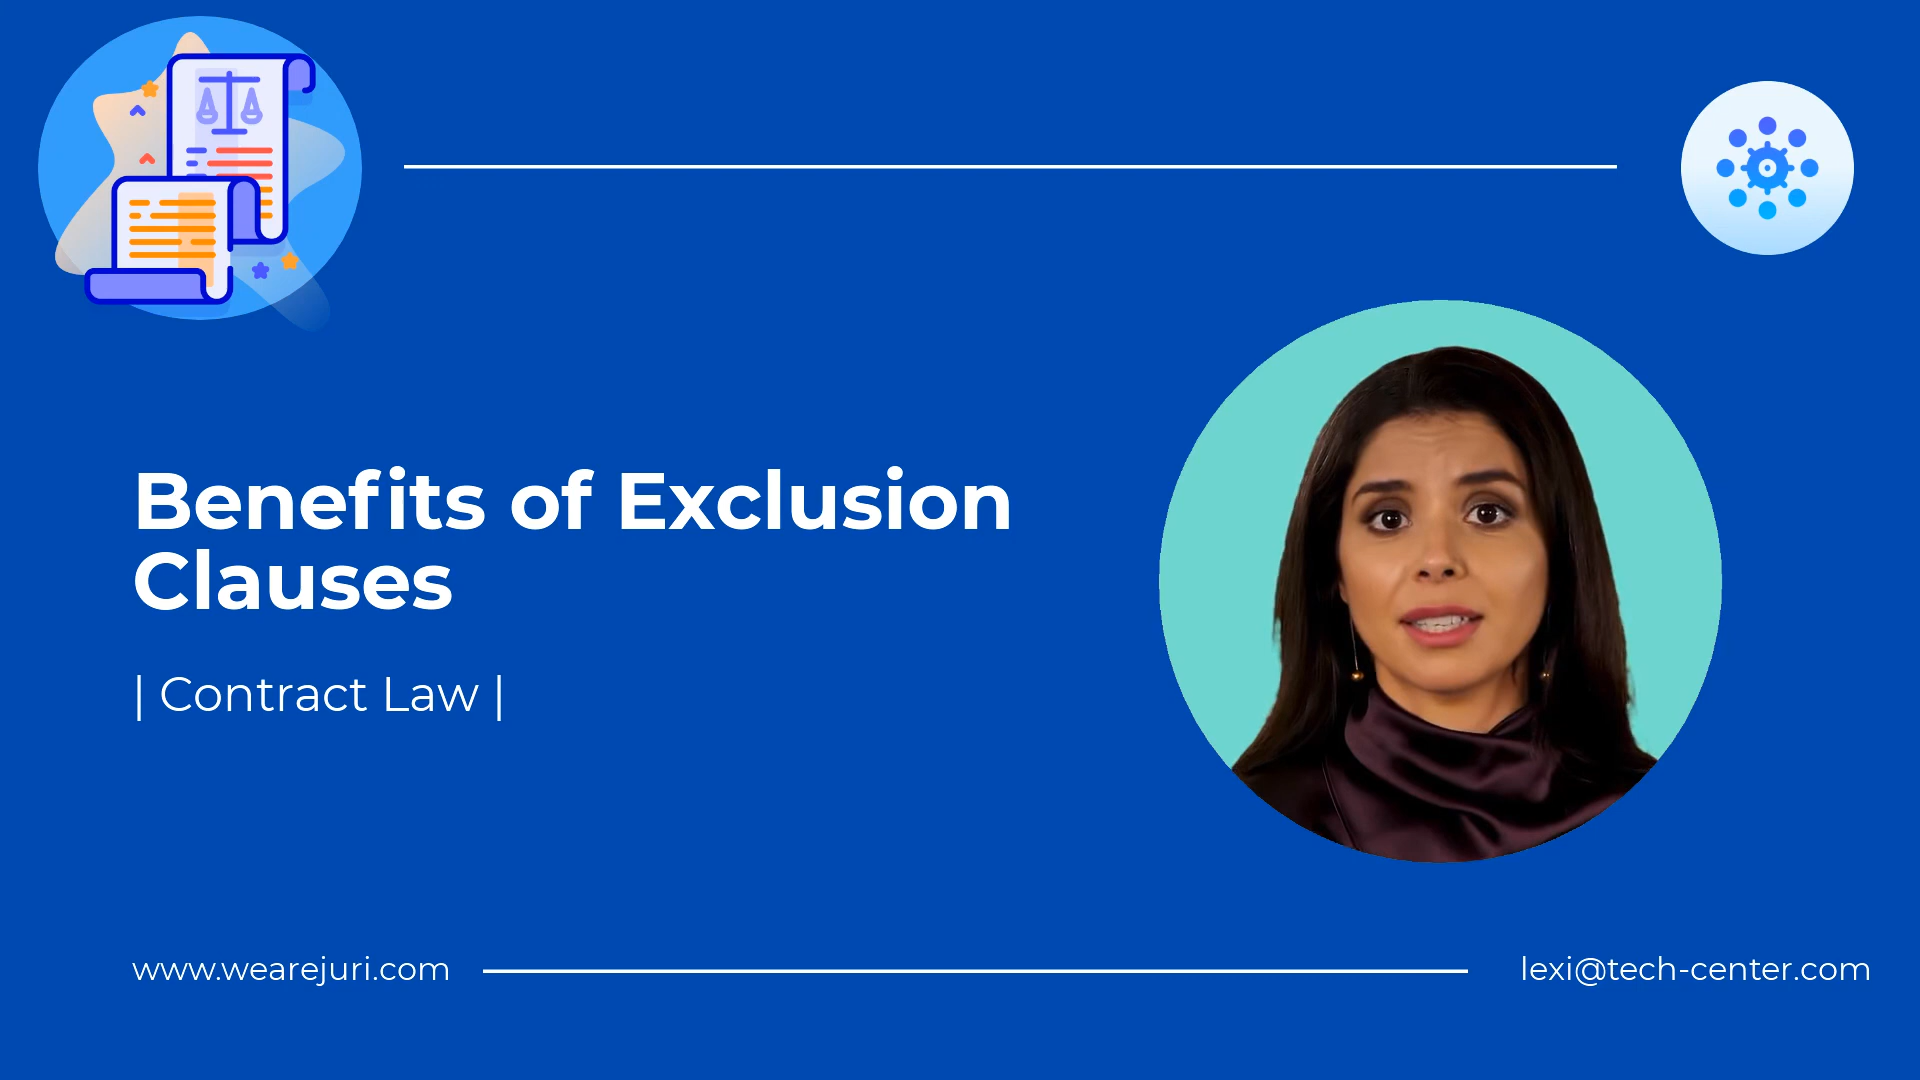 Benefits of Exclusion
Clauses
| Contract Law |
www.wearejuri.com
lexi@tech-center.com